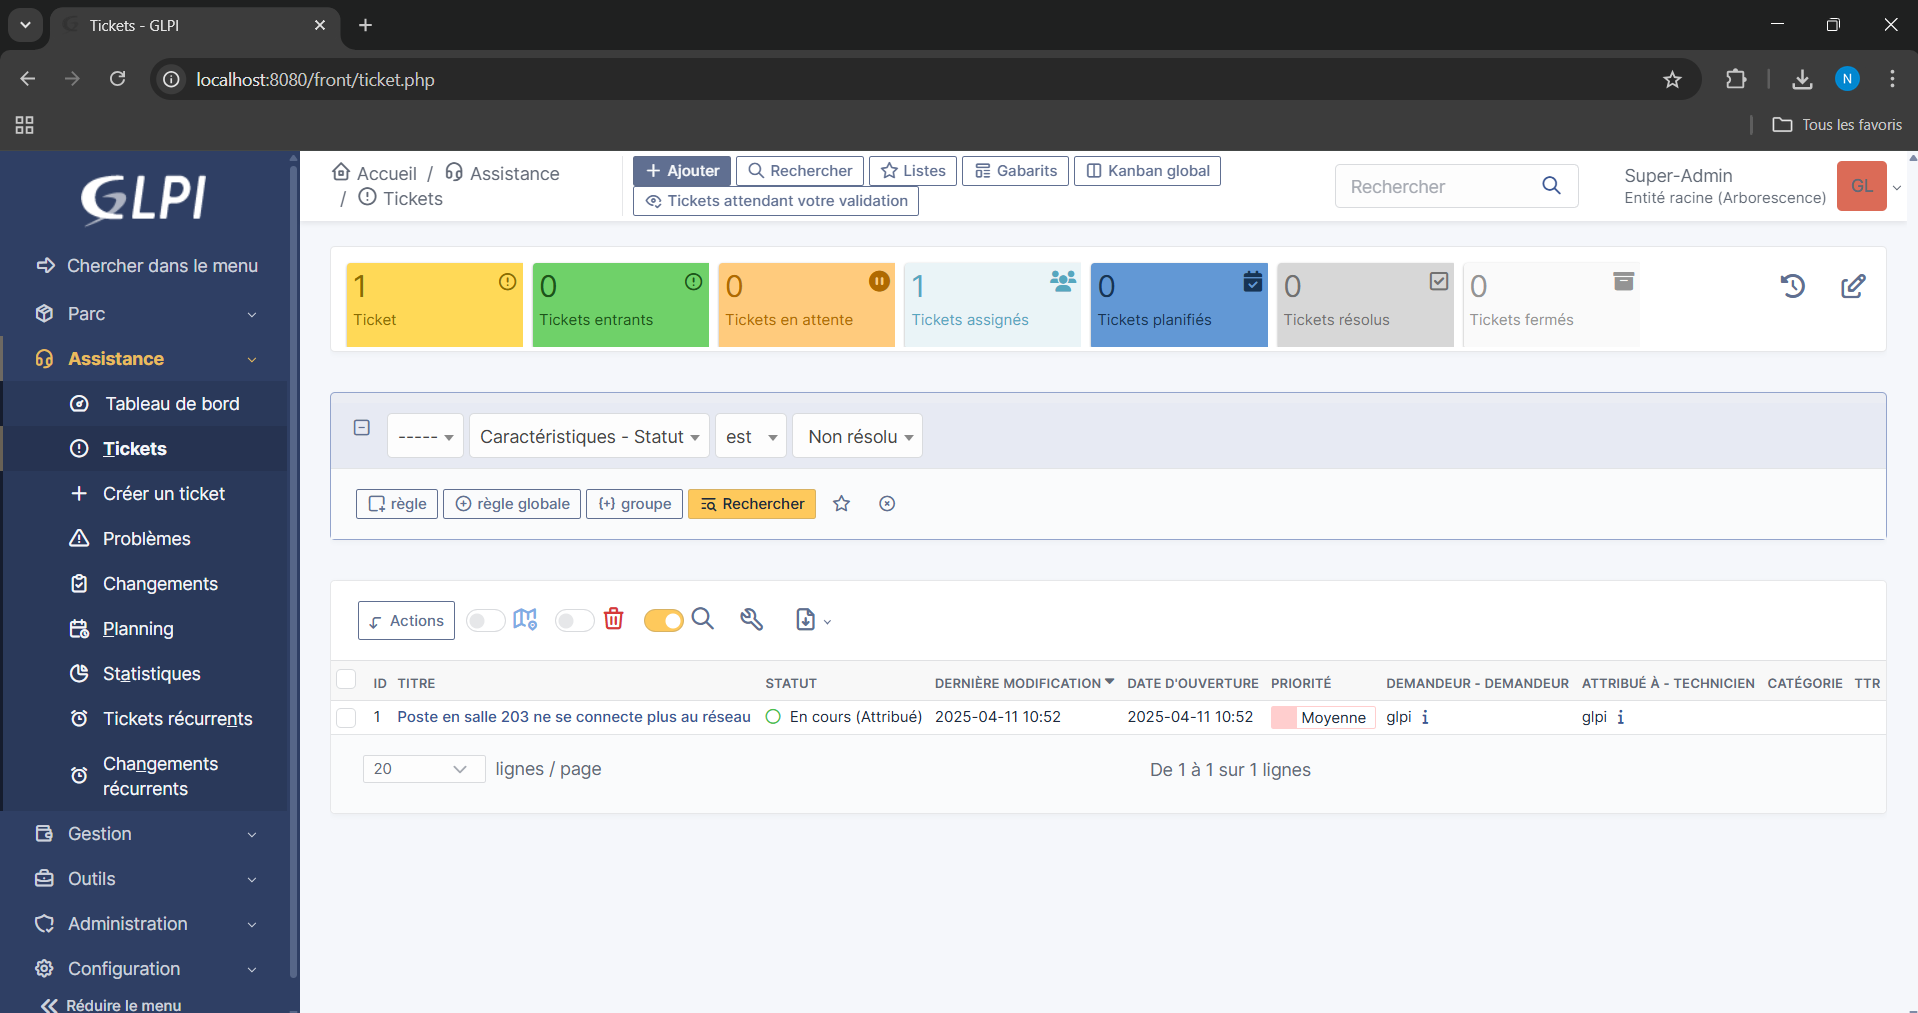 Tickets - GLPI
localhost:8080/front/ticket.php
N
Tous les favoris
GLPI
Chercher dans le menu
Parc
Assistance
Tableau de bord
Tickets
Créer un ticket
Problèmes
Changements
Planning
Statistiques
Tickets récurrents
Changements
récurrents
Gestion
Outils
Administration
Configuration
Réduire le menu
Accueil / Assistance
/ Tickets
Ajouter Rechercher Listes Gabarits Kanban global
Tickets attendant votre validation
Rechercher
Super-Admin
Entité racine (Arborescence)
GL
1 Ticket
0 Tickets entrants
0 Tickets en attente
1 Tickets assignés
0 Tickets planifiés
0 Tickets résolus
0 Tickets fermés
----- Caractéristiques - Statut est Non résolu
règle règle globale {+} groupe Rechercher
Actions
ID TITRE STATUT DERNIÈRE MODIFICATION DATE D'OUVERTURE PRIORITÉ DEMANDEUR - DEMANDEUR ATTRIBUÉ À - TECHNICIEN CATÉGORIE TTR
1 Poste en salle 203 ne se connecte plus au réseau En cours (Attribué) 2025-04-11 10:52 2025-04-11 10:52 Moyenne glpi i glpi i
20 lignes / page De 1 à 1 sur 1 lignes